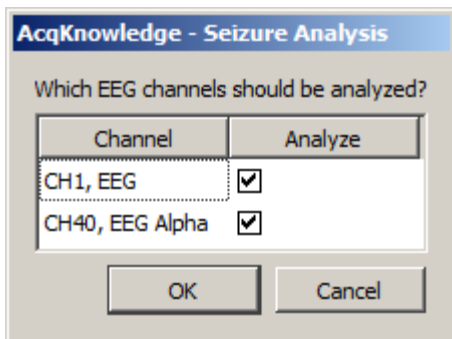 AcqKnowledge - Seizure Analysis
Which EEG channels should be analyzed?
Channel Analyze
CH1, EEG
CH40, EEG Alpha
OK Cancel